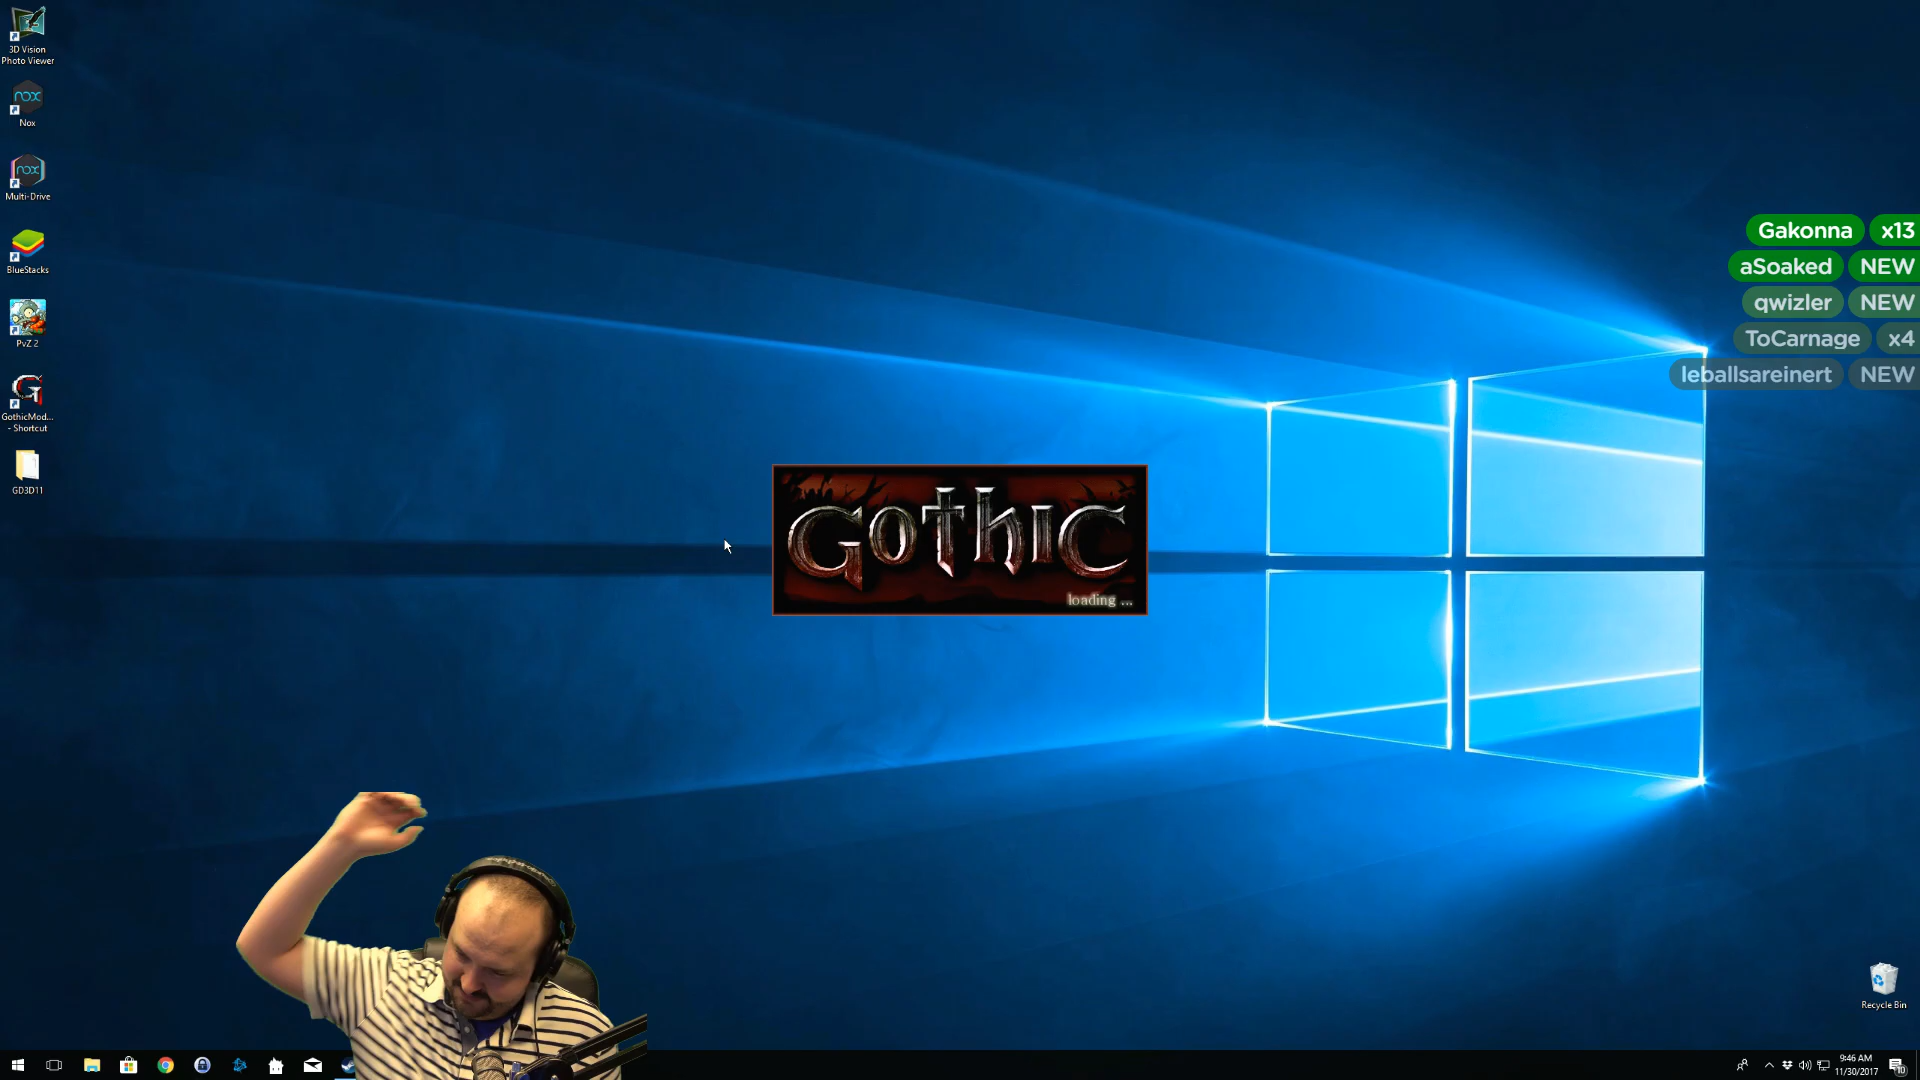 3D Vision
Photo Viewer
nox
Nox
nox
Multi-Drive
BlueStacks
PvZ 2
GothicMod...
- Shortcut
GD3D11
GOTHIC
loading ...
Gakonna x13
aSoaked NEW
qwizler NEW
ToCarnage x4
leballsareinert NEW
Recycle Bin
9:46 AM
11/30/2017
10